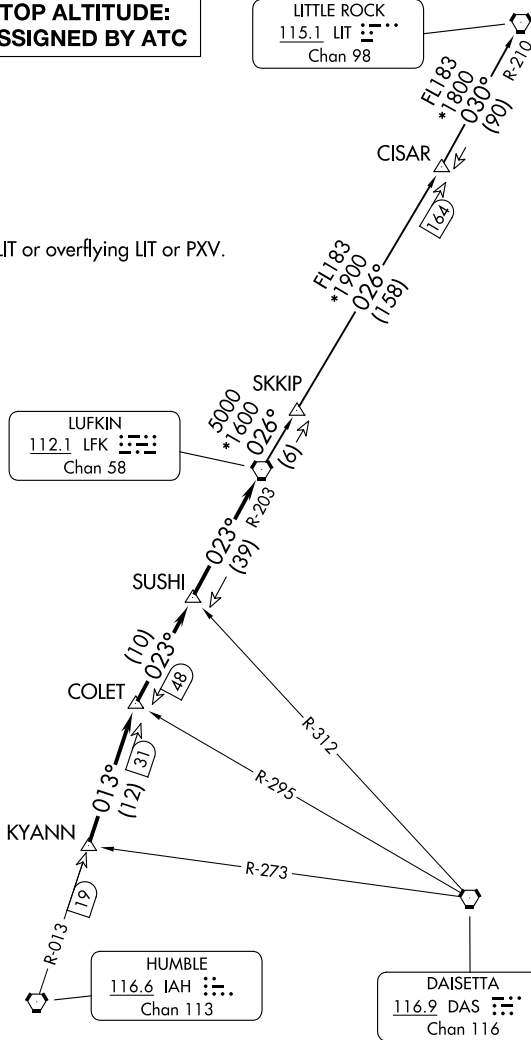 TOP ALTITUDE:
SSIGNED BY ATC
LITTLE ROCK
115.1 LIT
Chan 98
R-210
FL183
*1800
030°
(90)
CISAR
164
IT or overflying LIT or PXV.
FL183
*1900
026°
(158)
SKKIP
5000
*1600
026°
(6)
LUFKIN
112.1 LFK
Chan 58
R-203
023°
(39)
SUSHI
(10)
023°
48
COLET
31
013°
(12)
R-312
R-295
KYANN
R-273
19
R-013
HUMBLE
116.6 IAH
Chan 113
DAISETTA
116.9 DAS
Chan 116